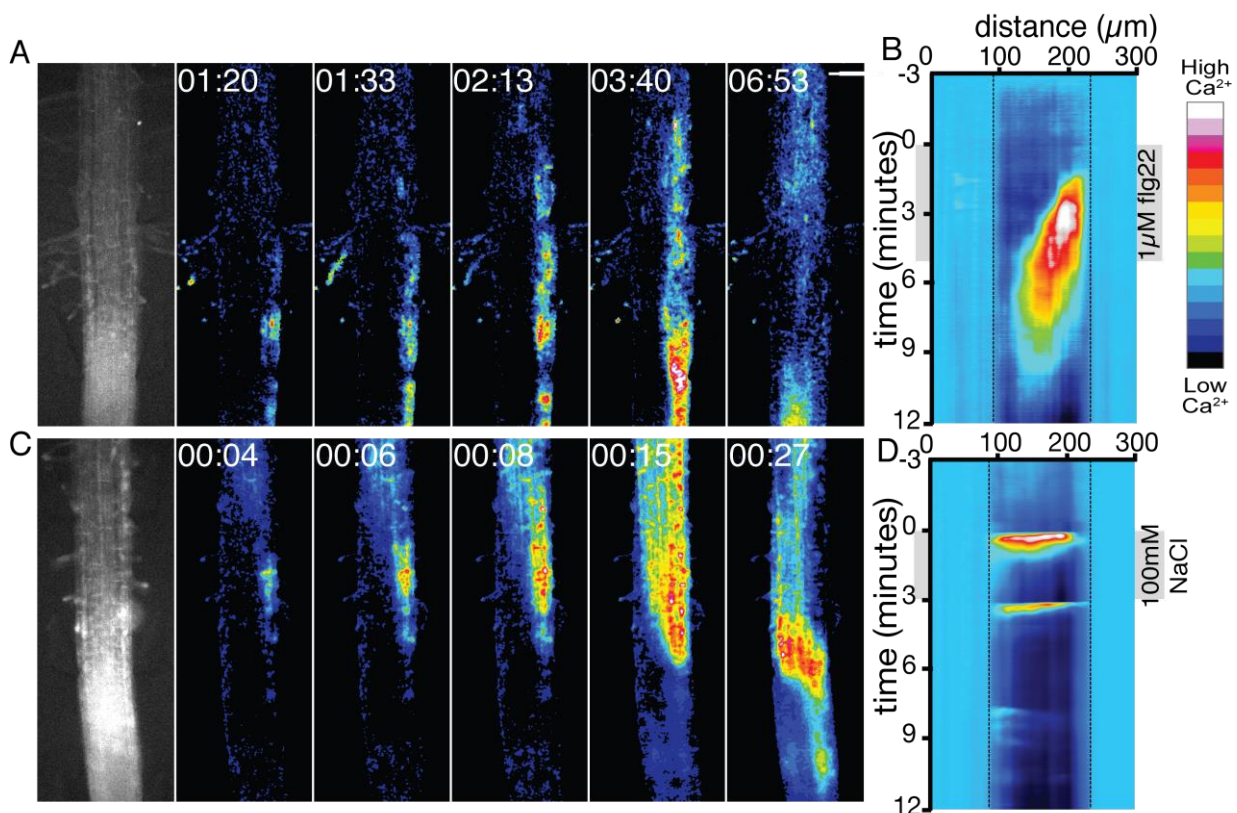 A
01:20
01:33
02:13
03:40
06:53
B
distance (µm)
0
100
200
300
-3
0
3
6
9
12
time (minutes)
1µM flg22
High
Ca²⁺
Low
Ca²⁺
C
00:04
00:06
00:08
00:15
00:27
D
0
100
200
300
-3
0
3
6
9
12
time (minutes)
100mM
NaCl